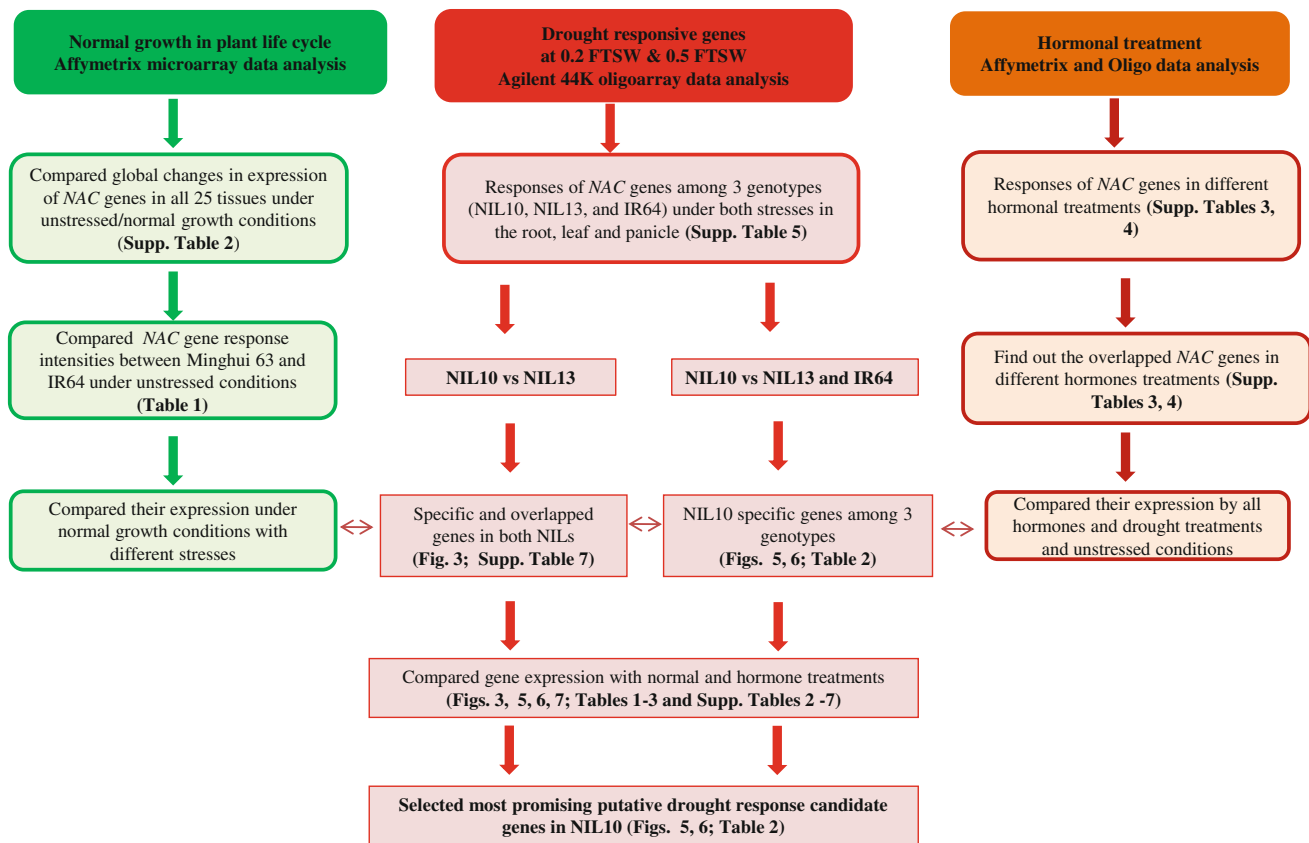 Normal growth in plant life cycle
Affymetrix microarray data analysis
Drought responsive genes
at 0.2 FTSW & 0.5 FTSW
Agilent 44K oligoarray data analysis
Hormonal treatment
Affymetrix and Oligo data analysis
Compared global changes in expression
of NAC genes in all 25 tissues under
unstressed/normal growth conditions
(Supp. Table 2)
Responses of NAC genes among 3 genotypes
(NIL10, NIL13, and IR64) under both stresses in
the root, leaf and panicle (Supp. Table 5)
Responses of NAC genes in different
hormonal treatments (Supp. Tables 3,
4)
Compared NAC gene response
intensities between Minghui 63 and
IR64 under unstressed conditions
(Table 1)
NIL10 vs NIL13
NIL10 vs NIL13 and IR64
Find out the overlapped NAC genes in
different hormones treatments (Supp.
Tables 3, 4)
Compared their expression under
normal growth conditions with
different stresses
Specific and overlapped
genes in both NILs
(Fig. 3; Supp. Table 7)
NIL10 specific genes among 3
genotypes
(Figs. 5, 6; Table 2)
Compared their expression by all
hormones and drought treatments
and unstressed conditions
Compared gene expression with normal and hormone treatments
(Figs. 3, 5, 6, 7; Tables 1-3 and Supp. Tables 2 -7)
Selected most promising putative drought response candidate
genes in NIL10 (Figs. 5, 6; Table 2)